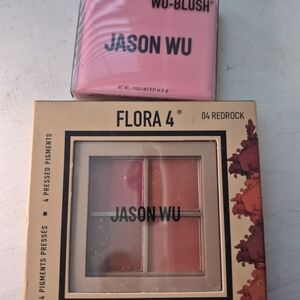 WU-BLUSH™
NET WT. / POIDS NET 0.21 oz (6 g)
JASON WU
FLORA 4®
04 REDROCK
JASON WU
4 PIGMENTS PRESSÉS • 4 PRESSED PIGMENTS